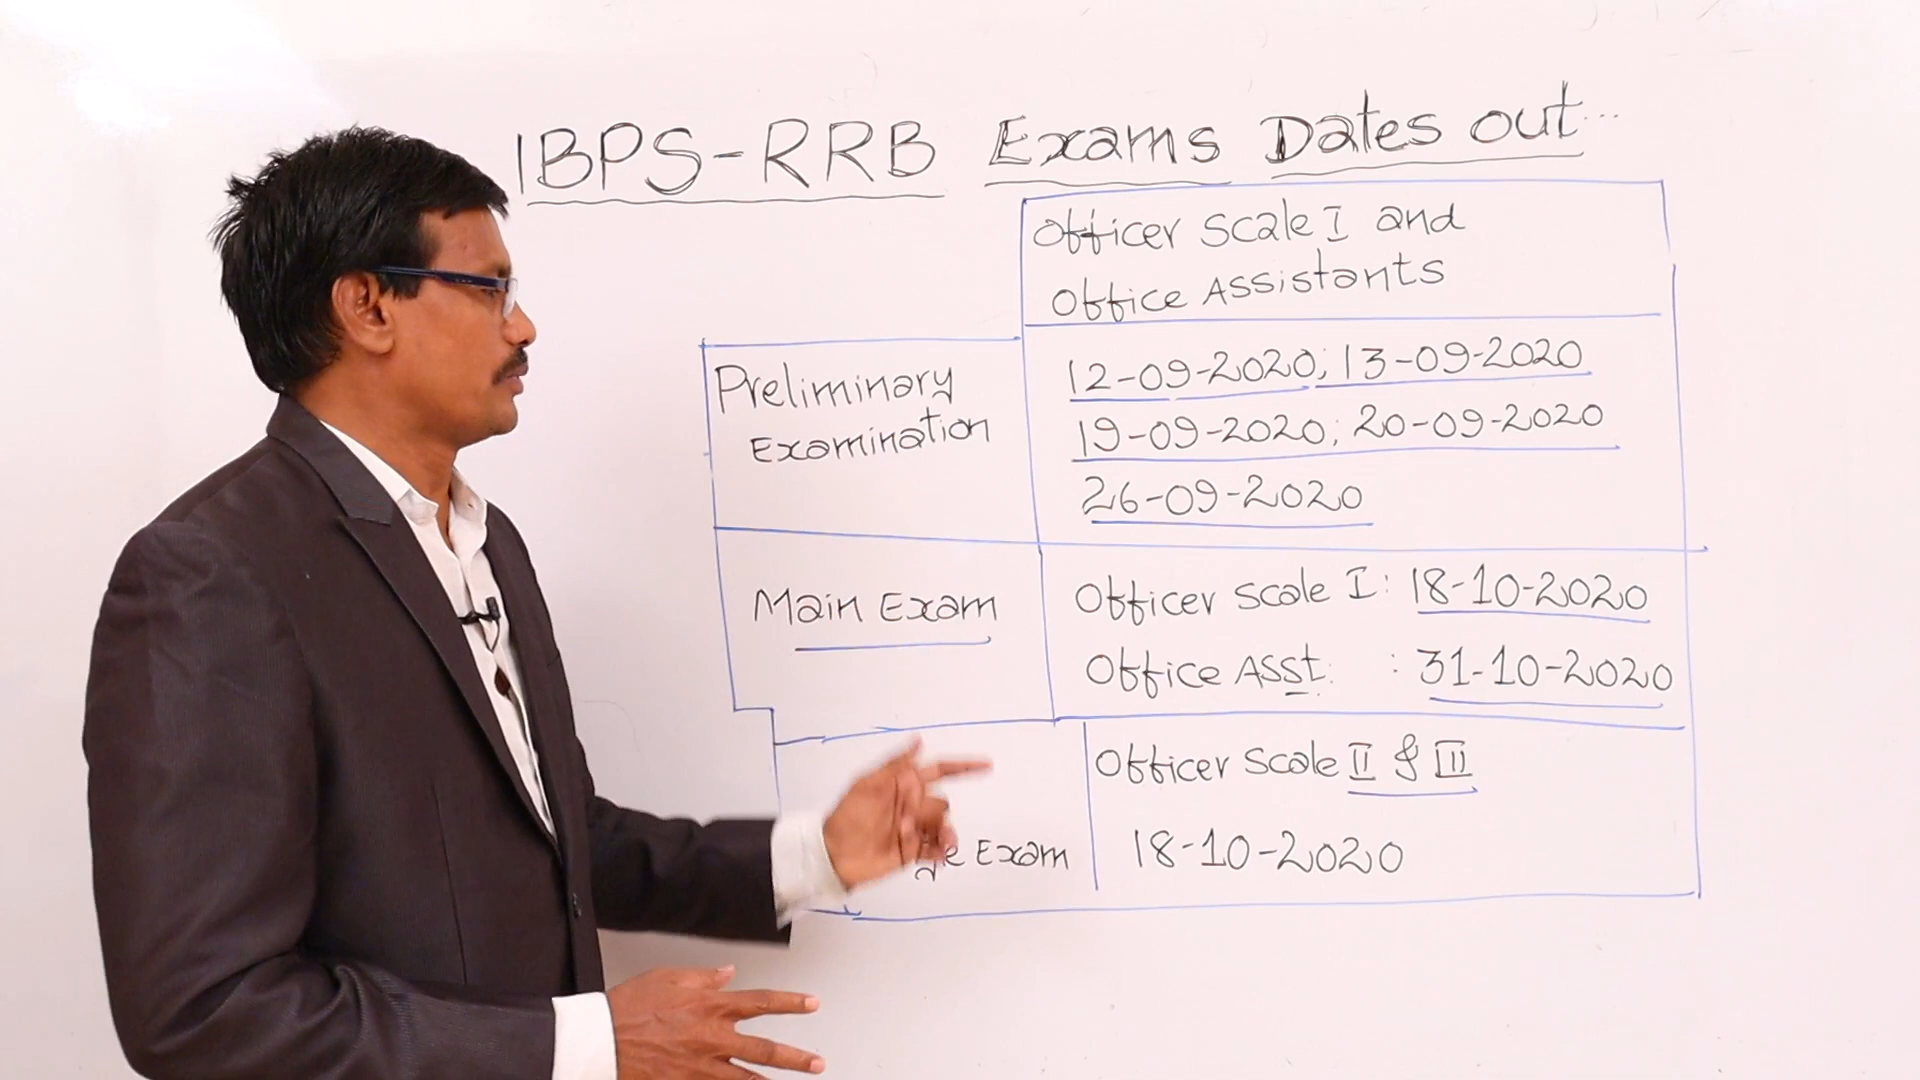 IBPS-RRB Exams Dates out...
Officer Scale I and
Office Assistants
Preliminary
Examination
12-09-2020; 13-09-2020
19-09-2020; 20-09-2020
26-09-2020
Main Exam
Officer Scale I: 18-10-2020
Office Asst. : 31-10-2020
Officer Scale II & III
Exam
18-10-2020